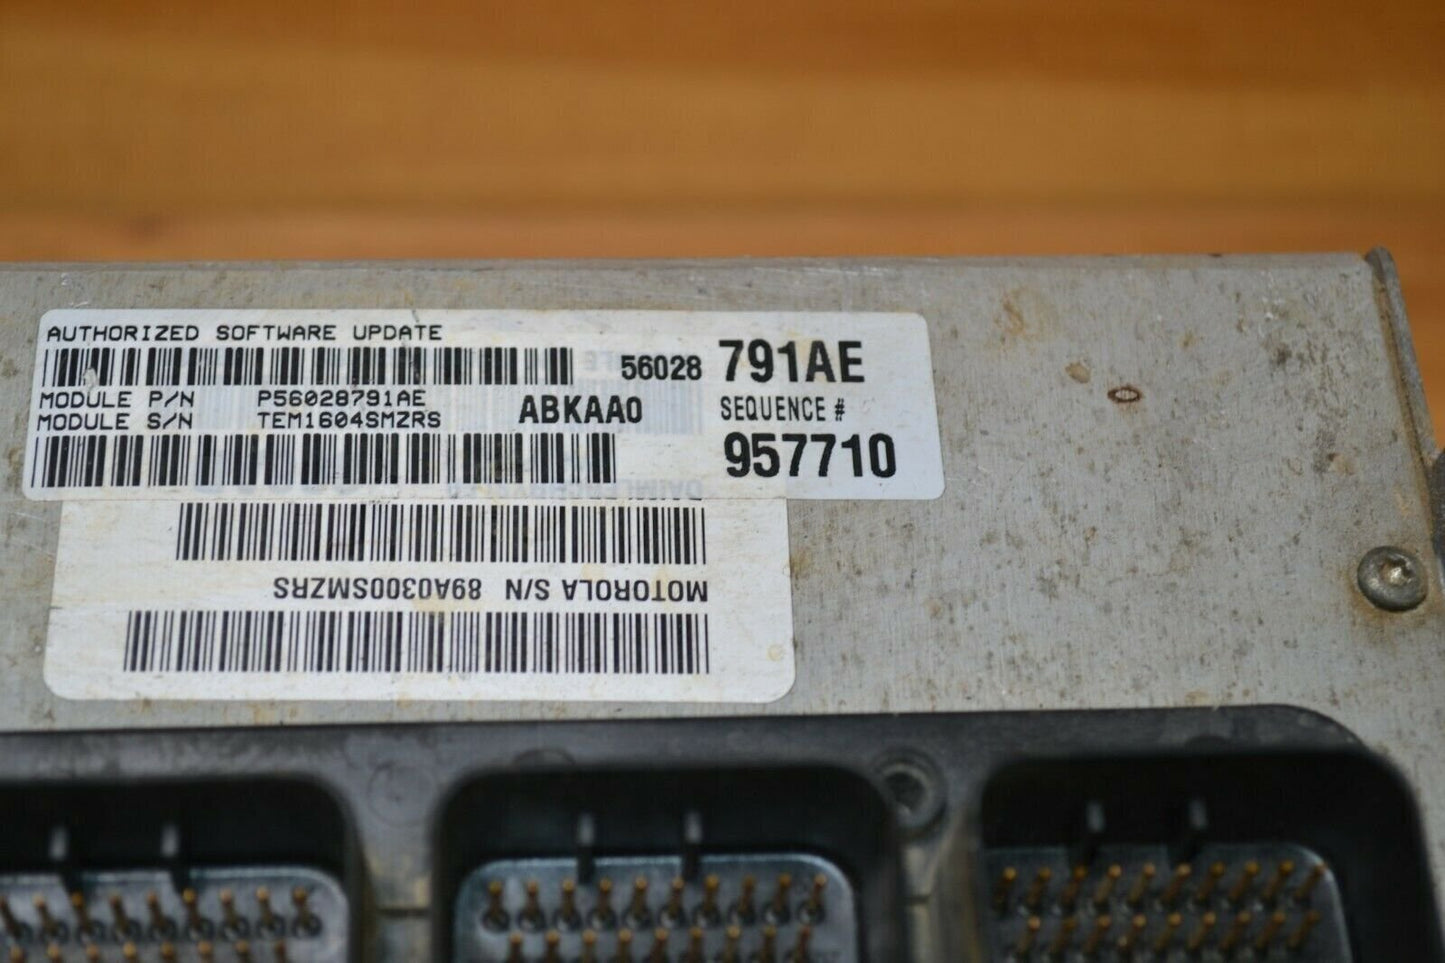 AUTHORIZED SOFTWARE UPDATE
56028 791AE
MODULE P/N P56028791AE
MODULE S/N TEM1604SMZRS
ABKAA0
SEQUENCE #
957710
MOTOROLA S/N 89A0300SMZRS